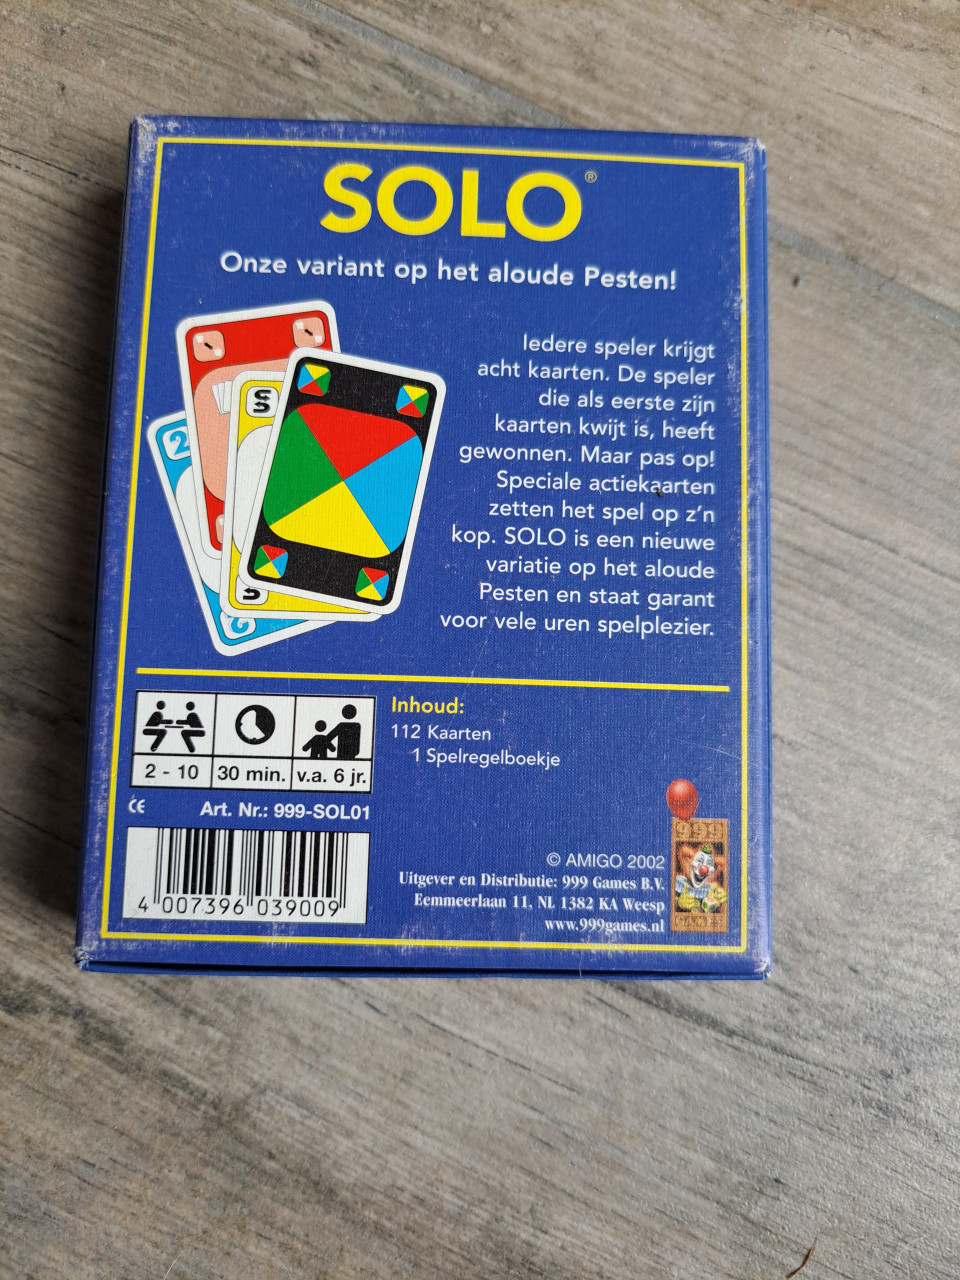 SOLO®
Onze variant op het aloude Pesten!
Iedere speler krijgt
acht kaarten. De speler
die als eerste zijn
kaarten kwijt is, heeft
gewonnen. Maar pas op!
Speciale actiekaarten
zetten het spel op z'n
kop. SOLO is een nieuwe
variatie op het aloude
Pesten en staat garant
voor vele uren spelplezier.
2
2
Inhoud:
112 Kaarten
1 Spelregelboekje
2 - 10
30 min.
v.a. 6 jr.
CE
Art. Nr.: 999-SOL01
4 007396 039009
© AMIGO 2002
Uitgever en Distributie: 999 Games B.V.
Eemmeerlaan 11, NL 1382 KA Weesp
www.999games.nl
999
GAMES